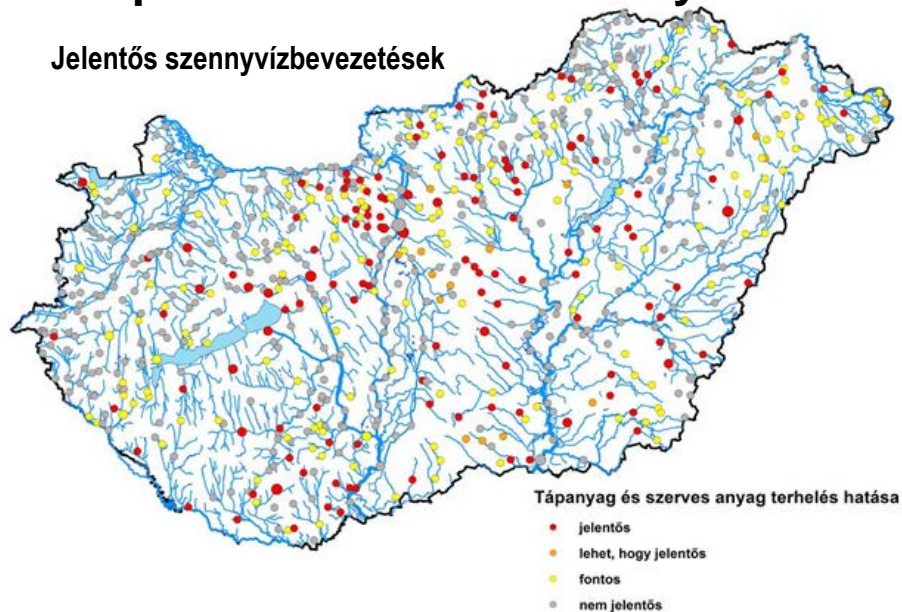 Jelentős szennyvízbevezetések
Tápanyag és szerves anyag terhelés hatása
jelentős
lehet, hogy jelentős
fontos
nem jelentős